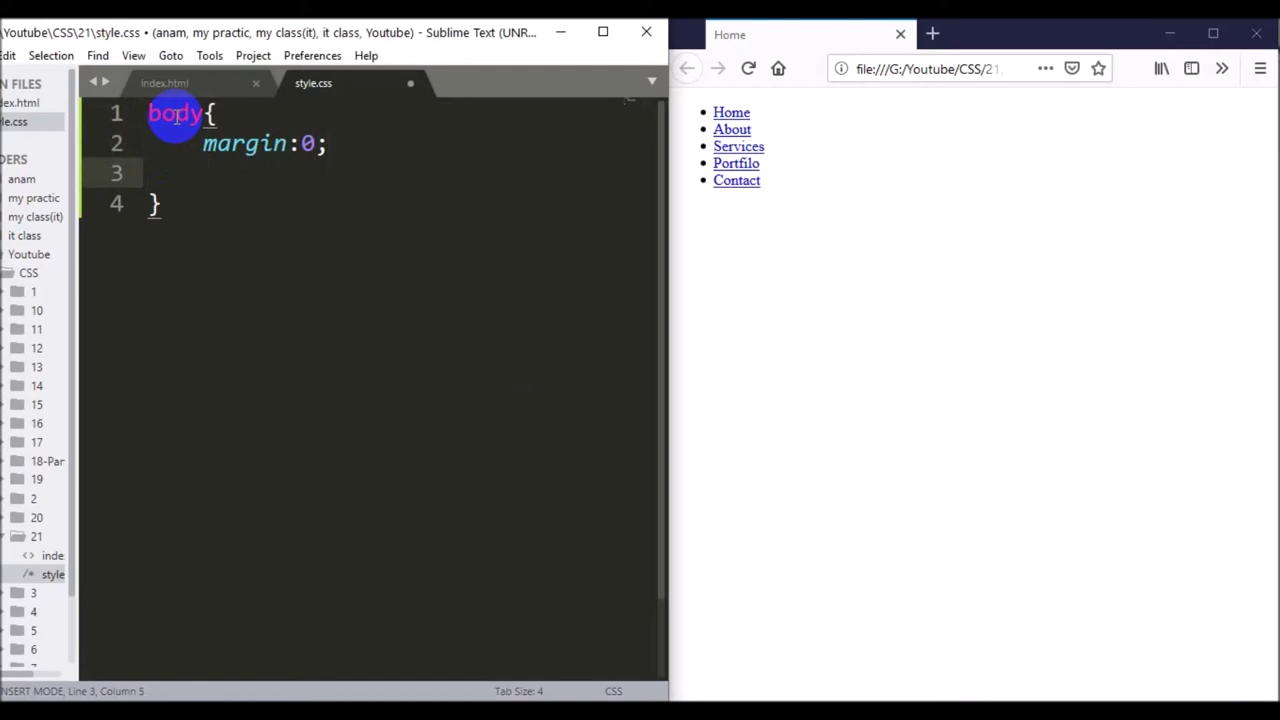 \Youtube\CSS\21\style.css • (anam, my practic, my class(it), it class, Youtube) - Sublime Text (UNR...
Edit Selection Find View Goto Tools Project Preferences Help
N FILES
dex.html
le.css
DERS
anam
my practic
my class(it)
it class
Youtube
CSS
1
10
11
12
13
14
15
16
17
18-Par
19
2
20
21
<> inde
/* style
3
4
5
6
7
index.html
style.css
1 body{
2 margin:0;
3
4 }
NSERT MODE, Line 3, Column 5
Tab Size: 4
CSS
Home
file:///G:/Youtube/CSS/21
• Home
• About
• Services
• Portfilo
• Contact